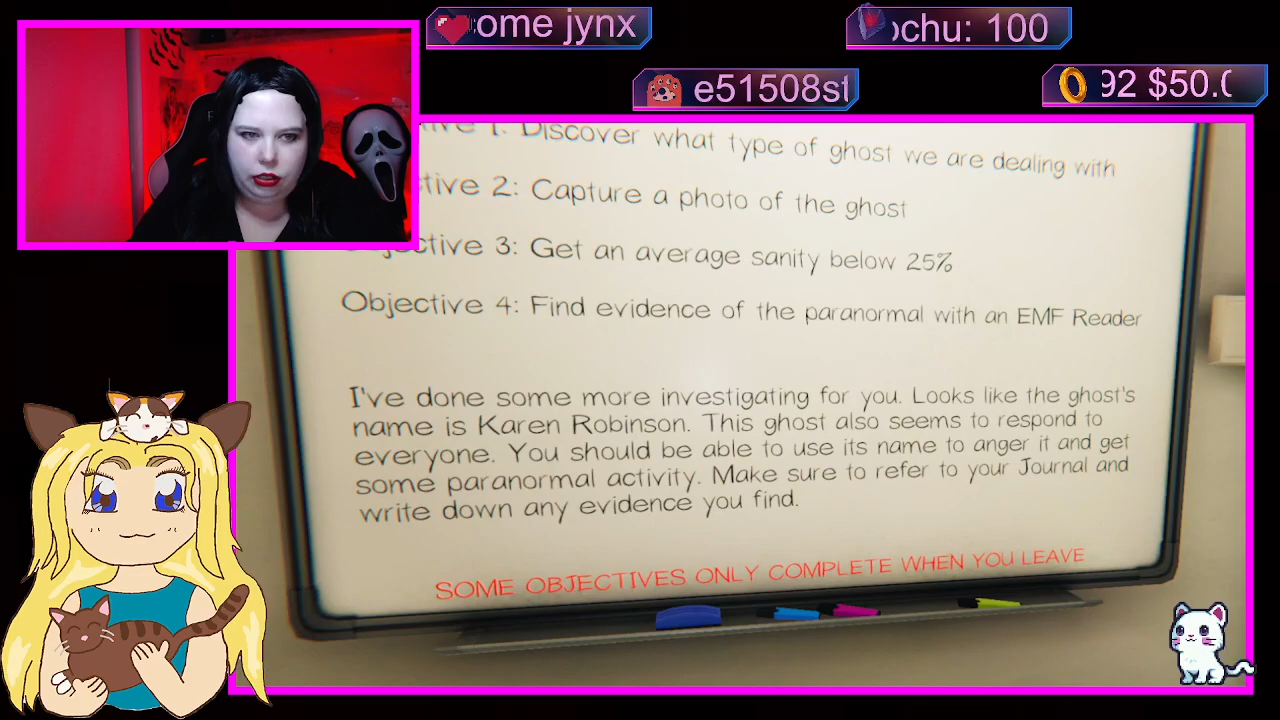 ome jynx
ochu: 100
e51508st
92 $50.0
1: Discover what type of ghost we are dealing with
tive 2: Capture a photo of the ghost
jective 3: Get an average sanity below 25%
Objective 4: Find evidence of the paranormal with an EMF Reader
I've done some more investigating for you. Looks like the ghost's
name is Karen Robinson. This ghost also seems to respond to
everyone. You should be able to use its name to anger it and get
some paranormal activity. Make sure to refer to your Journal and
write down any evidence you find.
SOME OBJECTIVES ONLY COMPLETE WHEN YOU LEAVE